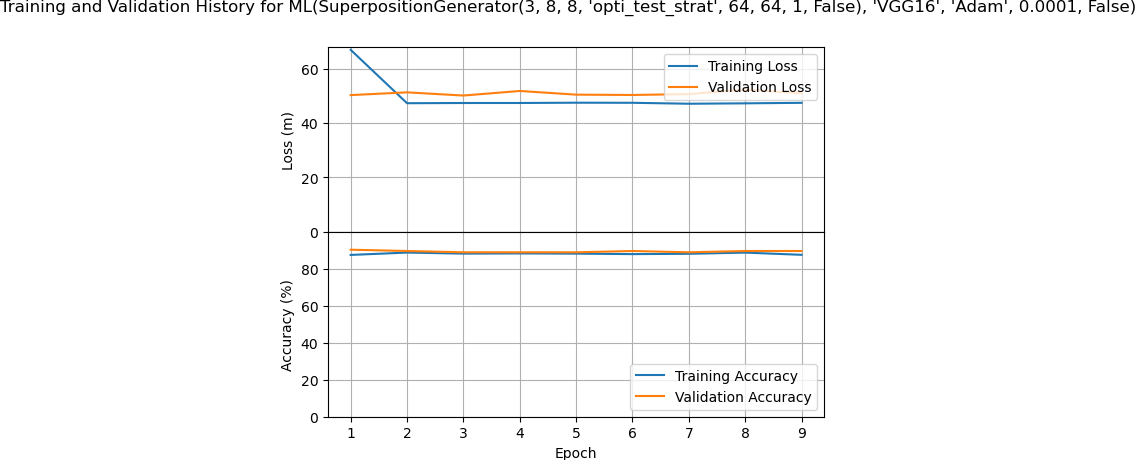 Training and Validation History for ML(SuperpositionGenerator(3, 8, 8, 'opti_test_strat', 64, 64, 1, False), 'VGG16', 'Adam', 0.0001, False)
60
40
20
0
Loss (m)
Training Loss
Validation Loss
80
60
40
20
0
Accuracy (%)
Training Accuracy
Validation Accuracy
1 2 3 4 5 6 7 8 9
Epoch